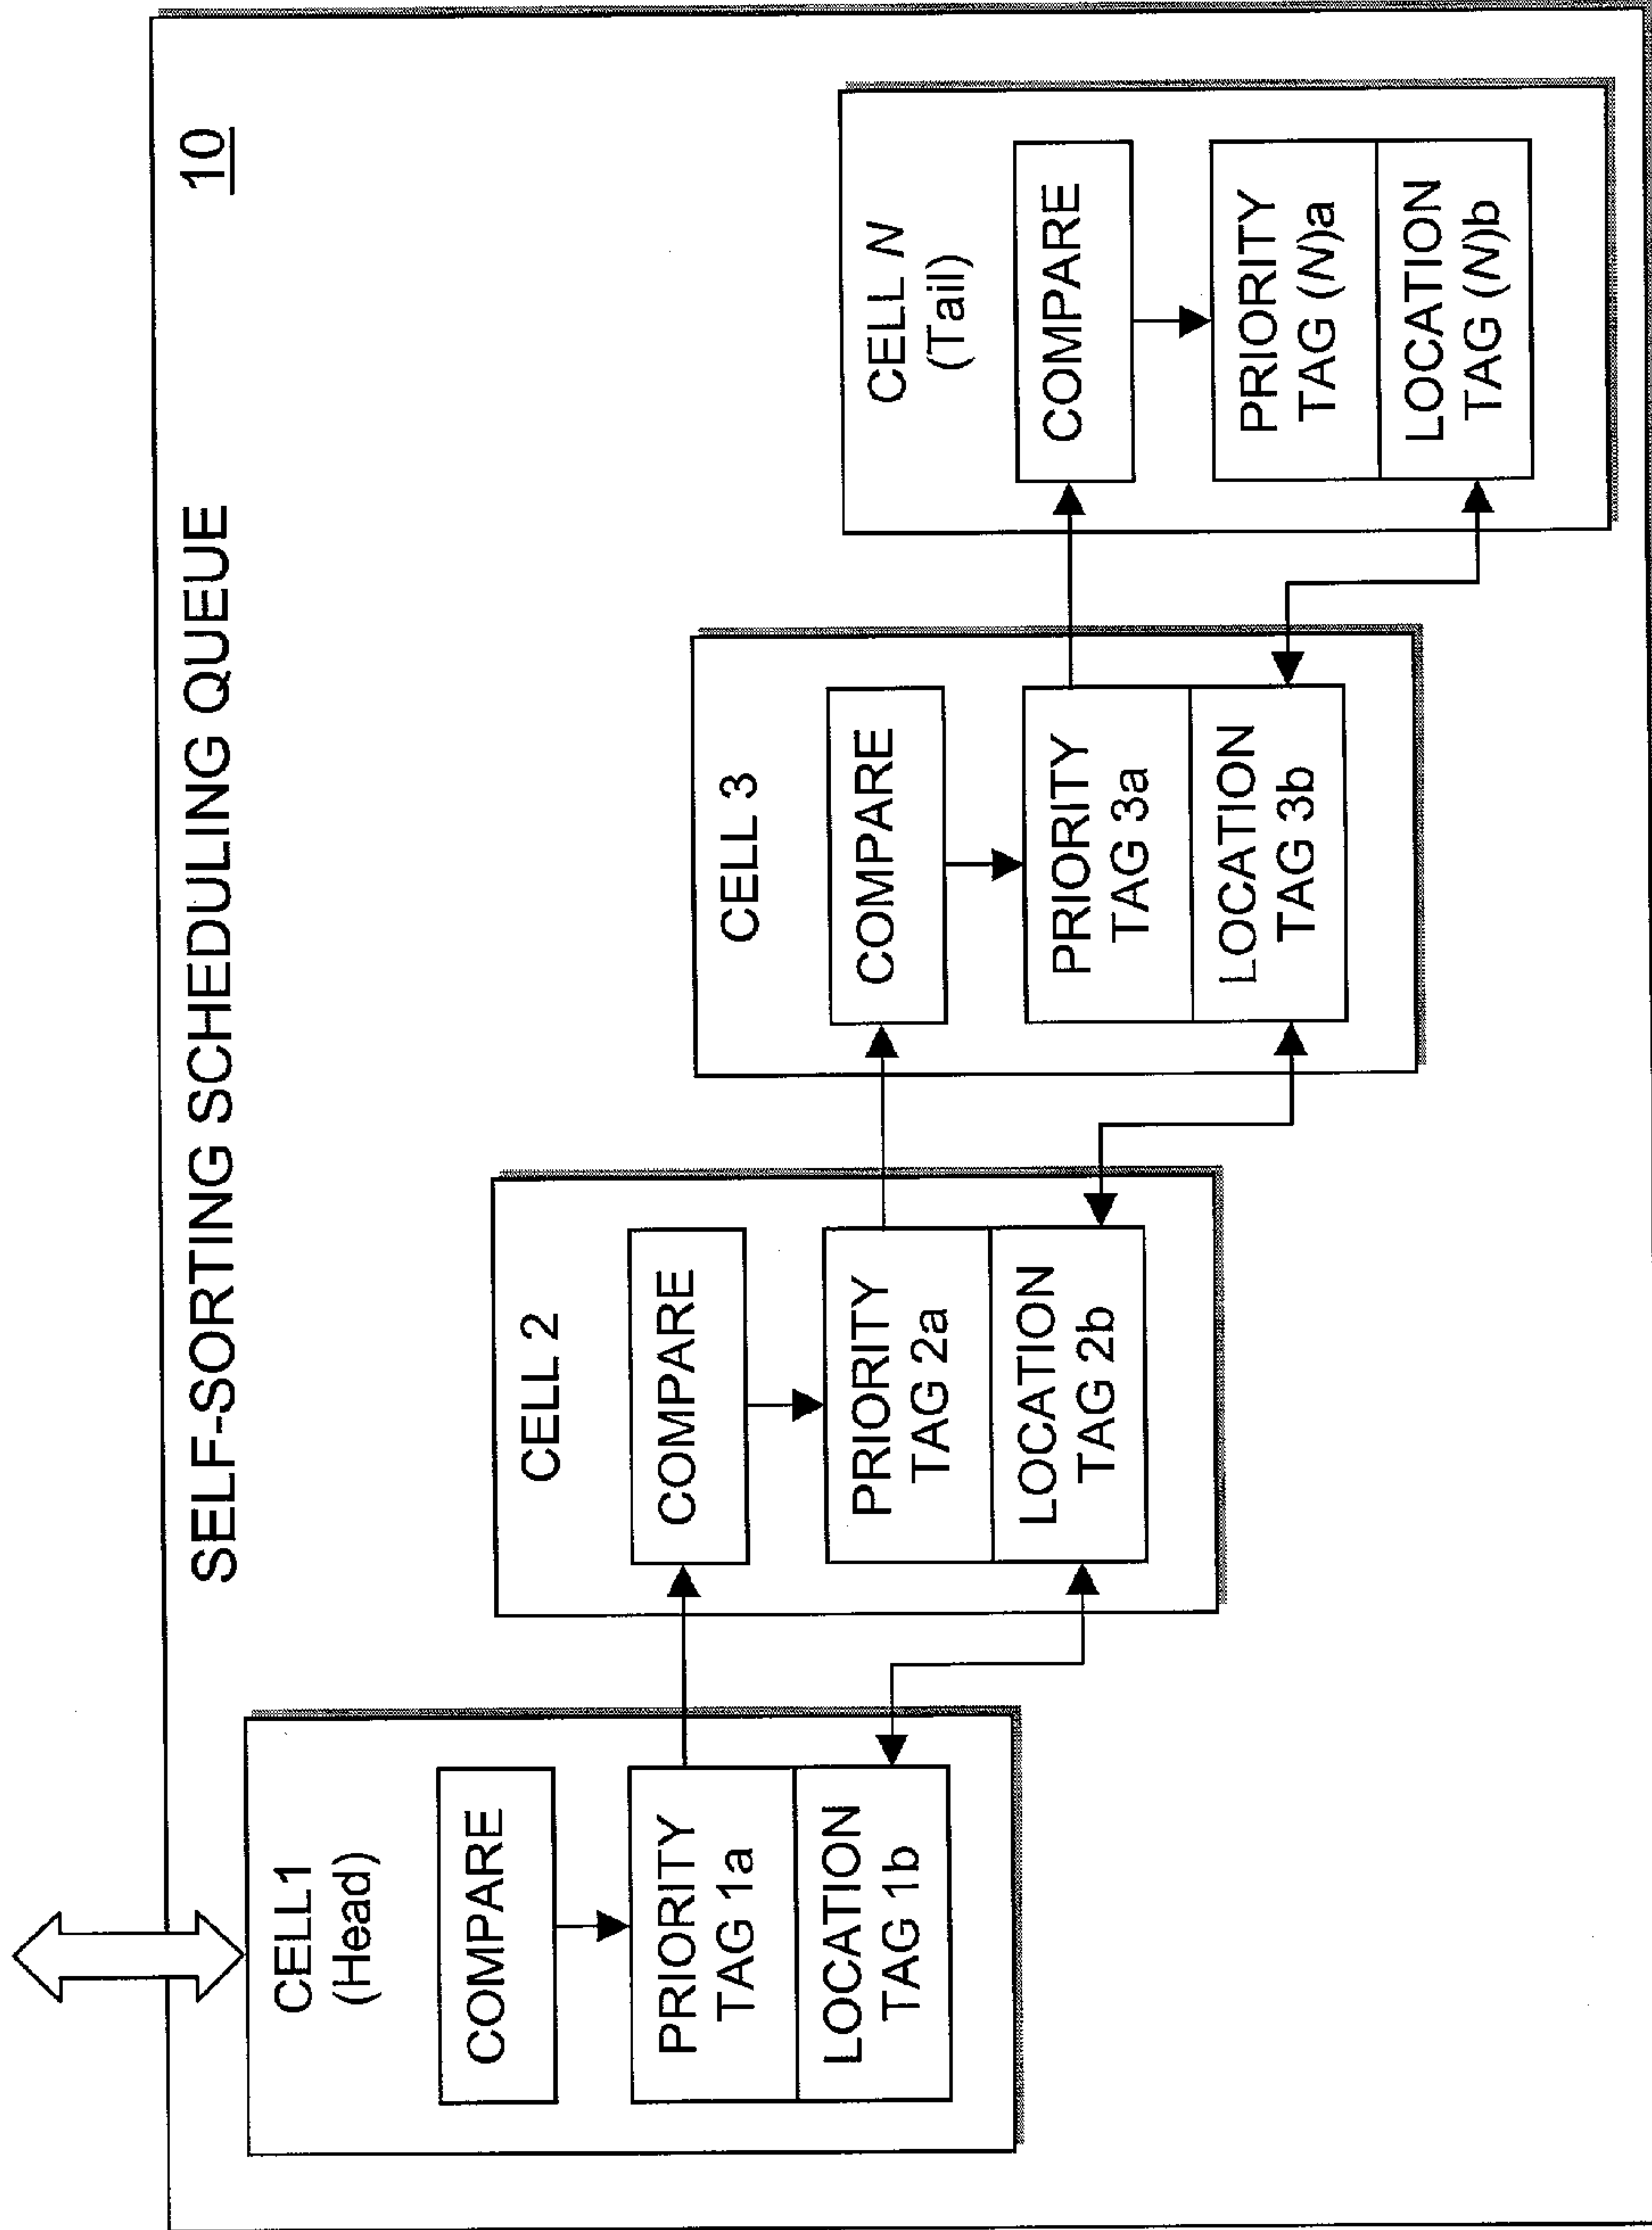 SELF-SORTING SCHEDULING QUEUE
10
CELL1
(Head)
COMPARE
PRIORITY
TAG 1a
LOCATION
TAG 1b
CELL 2
COMPARE
PRIORITY
TAG 2a
LOCATION
TAG 2b
CELL 3
COMPARE
PRIORITY
TAG 3a
LOCATION
TAG 3b
CELL N
(Tail)
COMPARE
PRIORITY
TAG (N)a
LOCATION
TAG (N)b